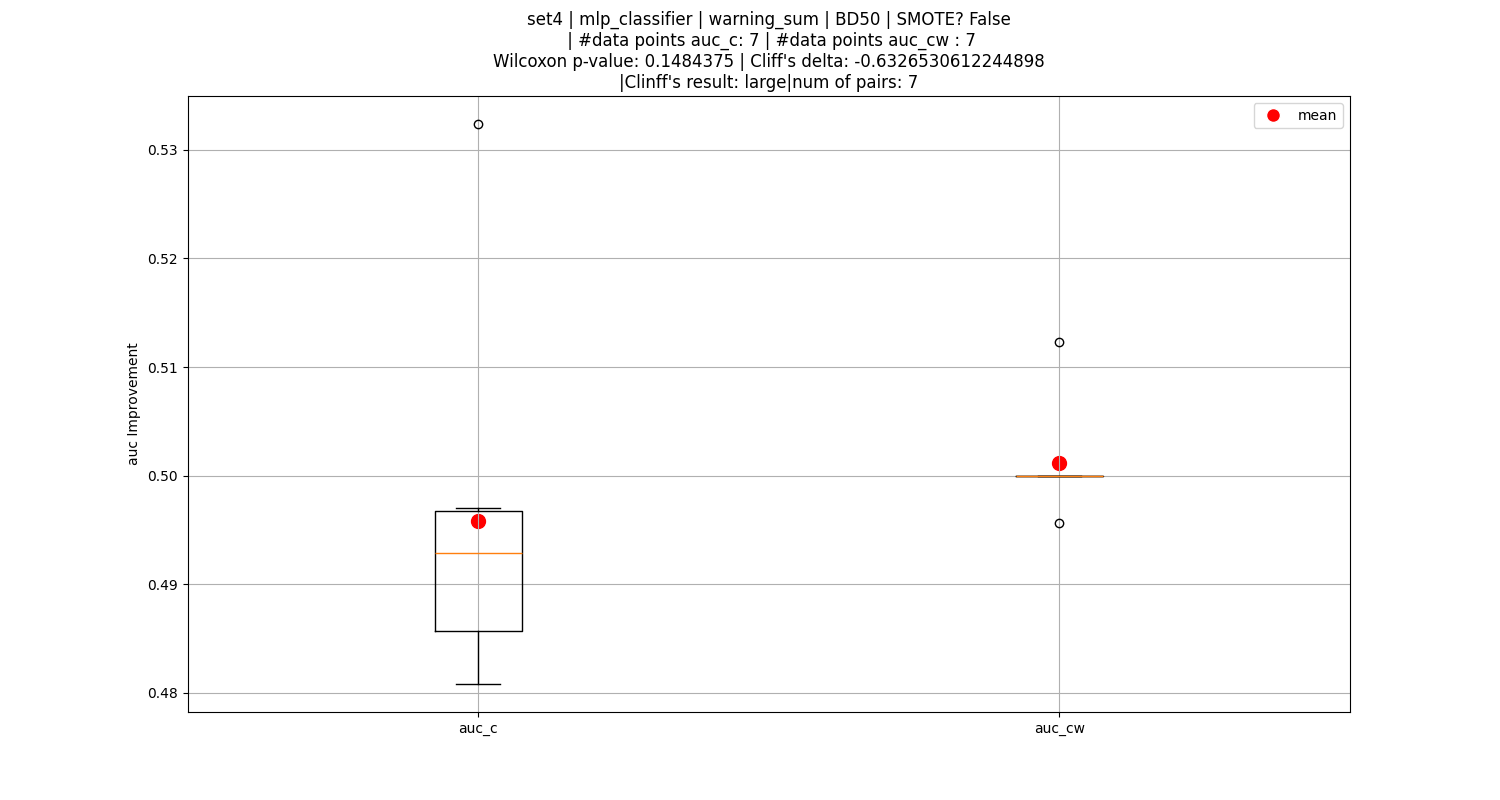 set4 | mlp_classifier | warning_sum | BD50 | SMOTE? False
| #data points auc_c: 7 | #data points auc_cw : 7
Wilcoxon p-value: 0.1484375 | Cliff's delta: -0.6326530612244898
|Clinff's result: large|num of pairs: 7
mean
0.53
0.52
0.51
0.50
0.49
0.48
auc Improvement
auc_c
auc_cw